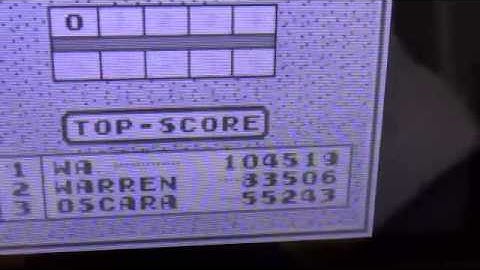 0
TOP-SCORE
1 WA 104519
2 WARREN 83506
3 OSCARA 55243